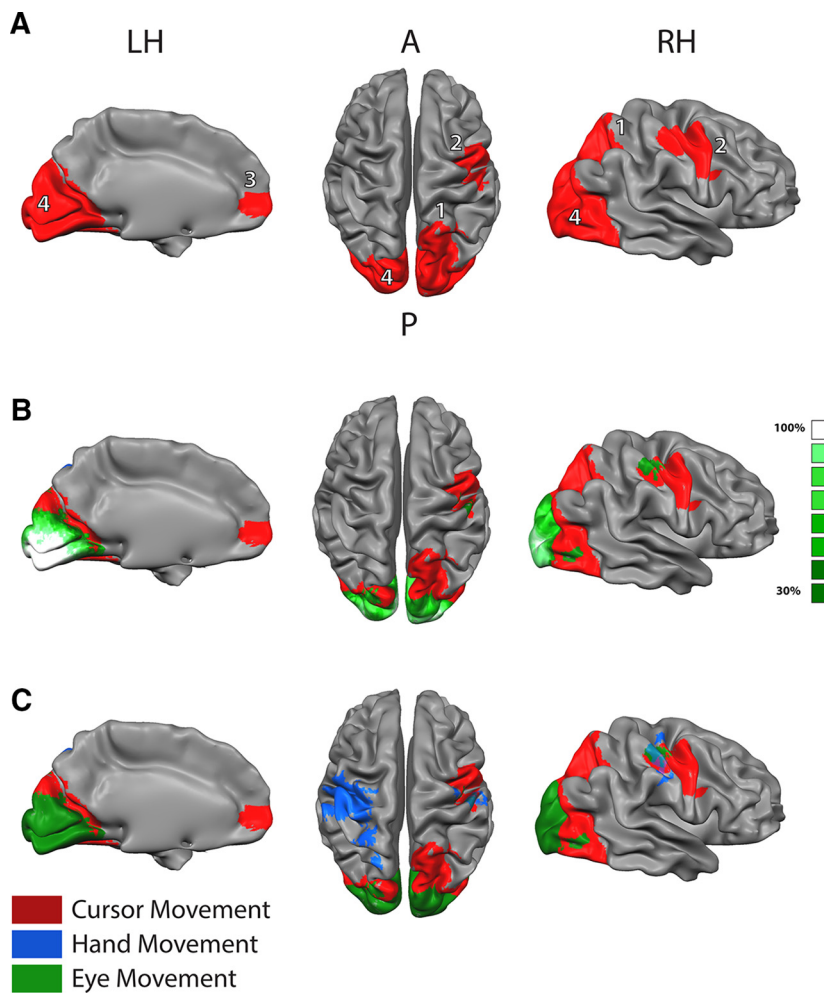 A
LH
A
RH
4
3
2
1
4
1
2
4
P
B
100%
30%
C
Cursor Movement
Hand Movement
Eye Movement